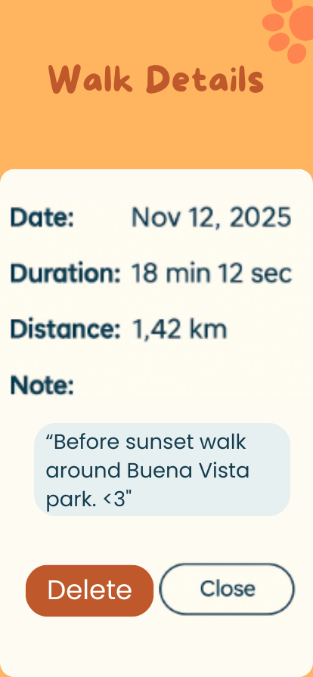 Walk Details
Date: Nov 12, 2025
Duration: 18 min 12 sec
Distance: 1,42 km
Note:
“Before sunset walk
around Buena Vista
park. <3"
Delete Close